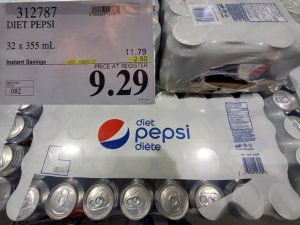 312787
DIET PEPSI
32 x 355 mL
11.79
Instant Savings
-2.50
PRICE AT REGISTER
9.29
082
diet
pepsi
diète